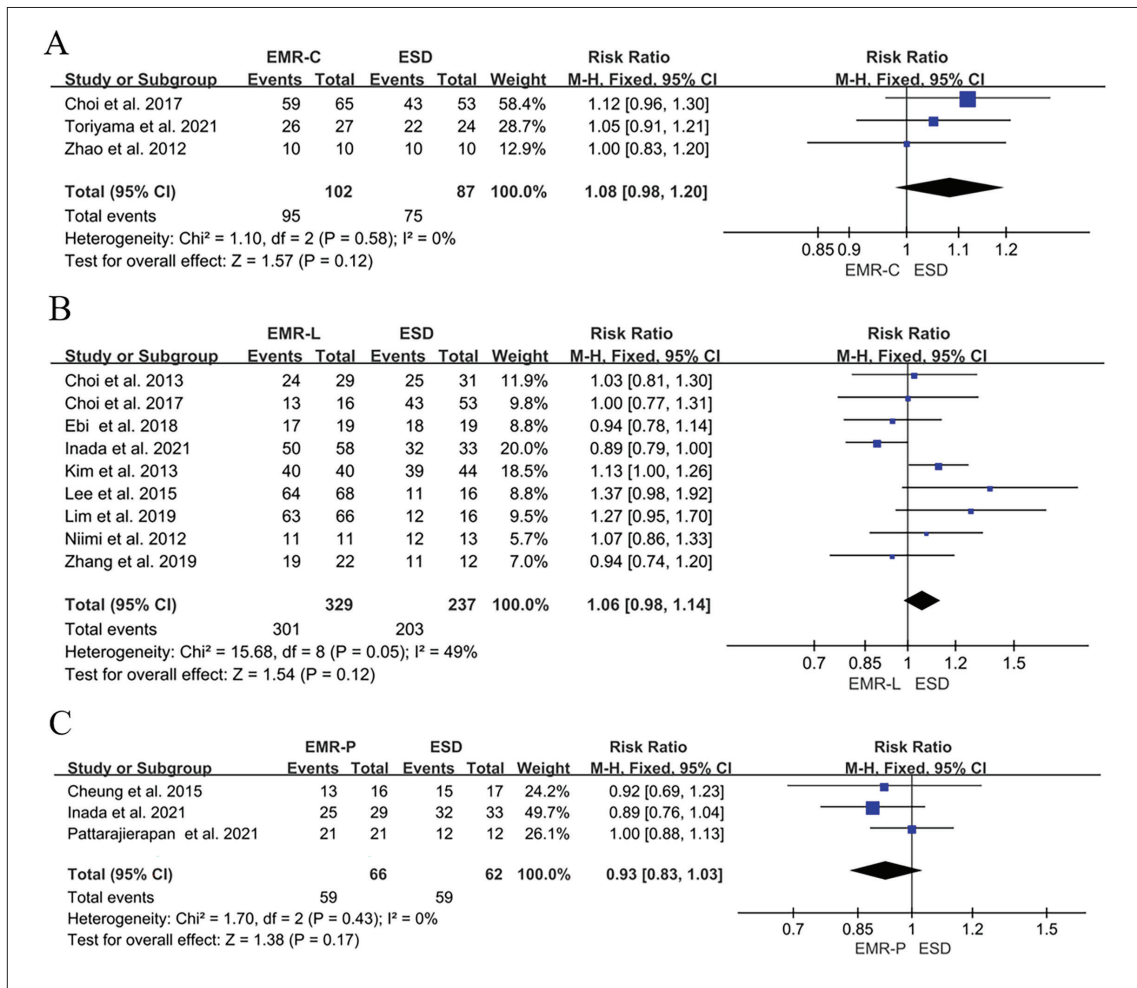 A
EMR-C ESD Risk Ratio Risk Ratio
Study or Subgroup Events Total Events Total Weight M-H, Fixed, 95% CI M-H, Fixed, 95% CI
Choi et al. 2017 59 65 43 53 58.4% 1.12 [0.96, 1.30]
Toriyama et al. 2021 26 27 22 24 28.7% 1.05 [0.91, 1.21]
Zhao et al. 2012 10 10 10 10 12.9% 1.00 [0.83, 1.20]
Total (95% CI) 102 87 100.0% 1.08 [0.98, 1.20]
Total events 95 75
Heterogeneity: Chi² = 1.10, df = 2 (P = 0.58); I² = 0%
Test for overall effect: Z = 1.57 (P = 0.12)
0.85 0.9 1 1.1 1.2
EMR-C ESD
B
EMR-L ESD Risk Ratio Risk Ratio
Study or Subgroup Events Total Events Total Weight M-H, Fixed, 95% CI M-H, Fixed, 95% CI
Choi et al. 2013 24 29 25 31 11.9% 1.03 [0.81, 1.30]
Choi et al. 2017 13 16 43 53 9.8% 1.00 [0.77, 1.31]
Ebi et al. 2018 17 19 18 19 8.8% 0.94 [0.78, 1.14]
Inada et al. 2021 50 58 32 33 20.0% 0.89 [0.79, 1.00]
Kim et al. 2013 40 40 39 44 18.5% 1.13 [1.00, 1.26]
Lee et al. 2015 64 68 11 16 8.8% 1.37 [0.98, 1.92]
Lim et al. 2019 63 66 12 16 9.5% 1.27 [0.95, 1.70]
Niimi et al. 2012 11 11 12 13 5.7% 1.07 [0.86, 1.33]
Zhang et al. 2019 19 22 11 12 7.0% 0.94 [0.74, 1.20]
Total (95% CI) 329 237 100.0% 1.06 [0.98, 1.14]
Total events 301 203
Heterogeneity: Chi² = 15.68, df = 8 (P = 0.05); I² = 49%
Test for overall effect: Z = 1.54 (P = 0.12)
0.7 0.85 1 1.2 1.5
EMR-L ESD
C
EMR-P ESD Risk Ratio Risk Ratio
Study or Subgroup Events Total Events Total Weight M-H, Fixed, 95% CI M-H, Fixed, 95% CI
Cheung et al. 2015 13 16 15 17 24.2% 0.92 [0.69, 1.23]
Inada et al. 2021 25 29 32 33 49.7% 0.89 [0.76, 1.04]
Pattarajierapan et al. 2021 21 21 12 12 26.1% 1.00 [0.88, 1.13]
Total (95% CI) 66 62 100.0% 0.93 [0.83, 1.03]
Total events 59 59
Heterogeneity: Chi² = 1.70, df = 2 (P = 0.43); I² = 0%
Test for overall effect: Z = 1.38 (P = 0.17)
0.7 0.85 1 1.2 1.5
EMR-P ESD